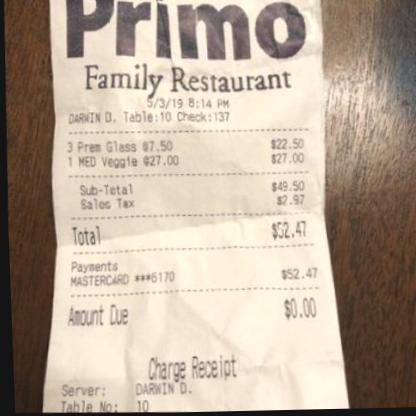 Primo
Family Restaurant
5/3/19 8:14 PM
DARWIN D. Table:10 Check:137
3 Prem Glass @7.50 $22.50
1 MED Veggie @27.00 $27.00
Sub-Total $49.50
Sales Tax $2.97
Total $52.47
Payments
MASTERCARD ***6170 $52.47
Amount Due $0.00
Charge Receipt
Server: DARWIN D.
Table No: 10